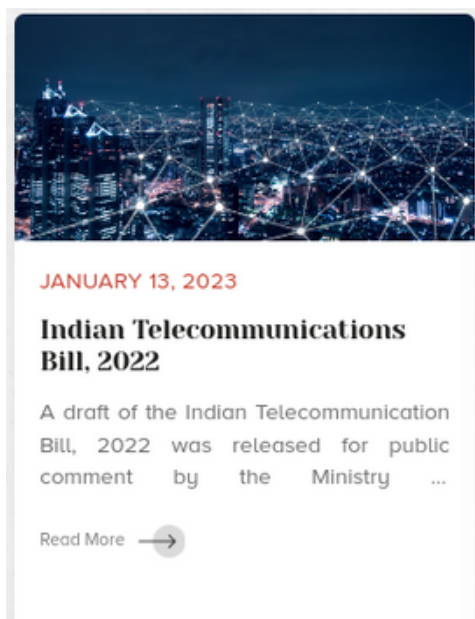 JANUARY 13, 2023
Indian Telecommunications
Bill, 2022
A draft of the Indian Telecommunication
Bill, 2022 was released for public
comment by the Ministry ...
Read More